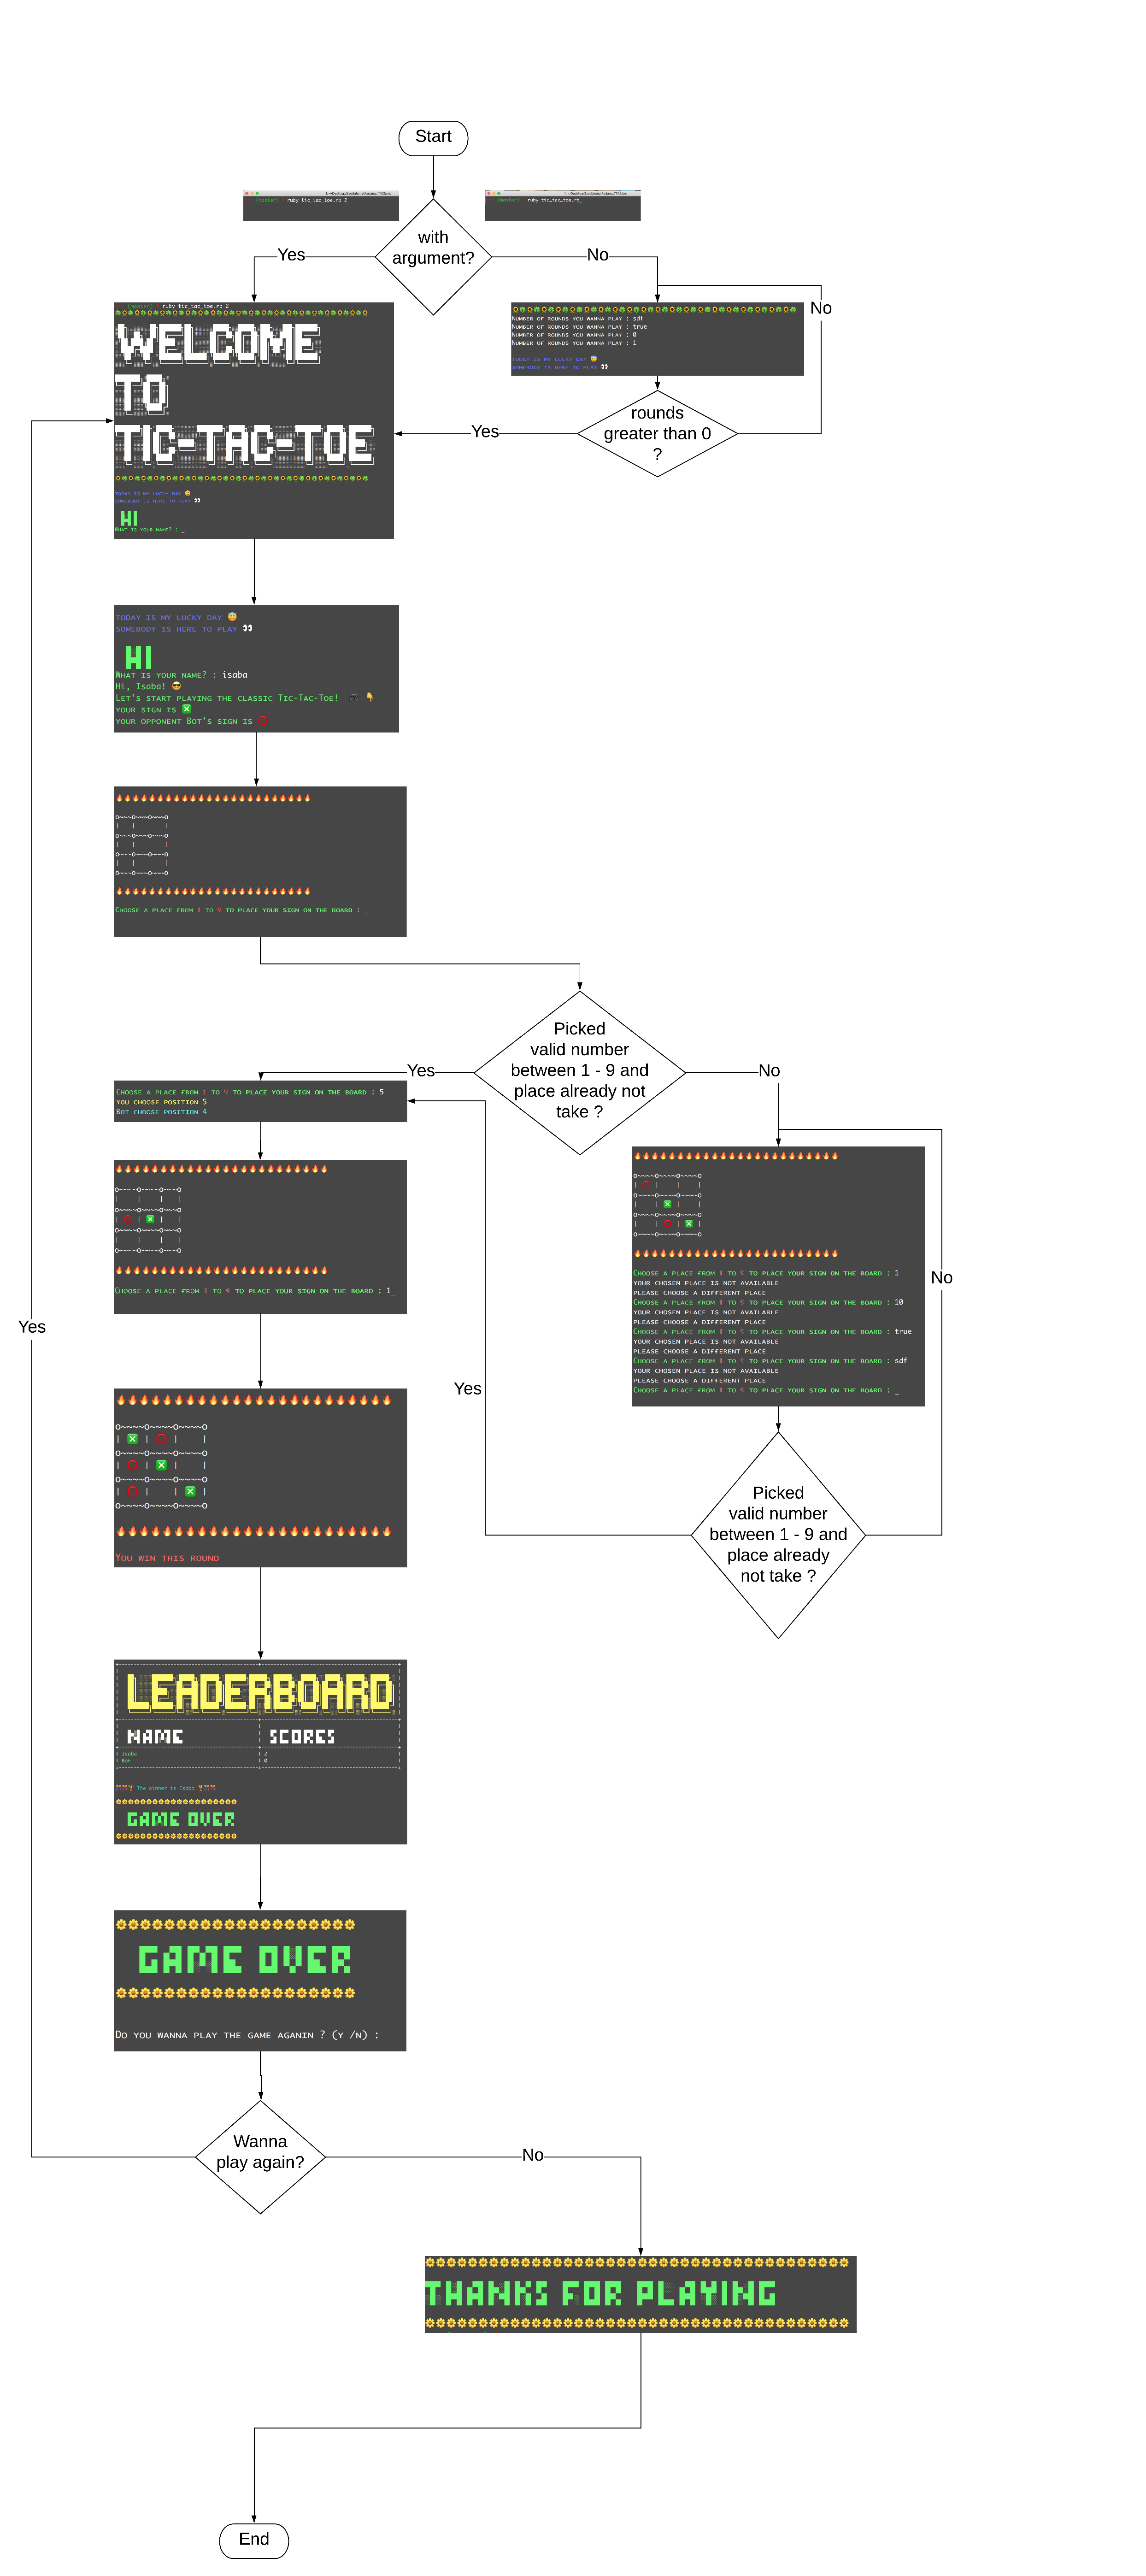 Start
1. ~/Desktop/
(master) ruby tic_tac_toe.rb 2_
(master) ruby tic_tac_toe.rb_
with
argument?
Yes
No
(master) ruby tic_tac_toe.rb 2
WELCOME
TO
TIC-TAC-TOE
TODAY IS MY LUCKY DAY
SOMEBODY IS HERE TO PLAY
HI
WHAT IS YOUR NAME? : _
NUMBER OF ROUNDS YOU WANNA PLAY : sdf
NUMBER OF ROUNDS YOU WANNA PLAY : true
NUMBER OF ROUNDS YOU WANNA PLAY : 0
NUMBER OF ROUNDS YOU WANNA PLAY : 1
TODAY IS MY LUCKY DAY
SOMEBODY IS HERE TO PLAY
No
rounds
greater than 0
?
Yes
TODAY IS MY LUCKY DAY
SOMEBODY IS HERE TO PLAY
HI
WHAT IS YOUR NAME? : isaba
HI, ISABA!
LET'S START PLAYING THE CLASSIC TIC-TAC-TOE!
YOUR SIGN IS
YOUR OPPONENT BOT'S SIGN IS
o~~~o~~~o~~~o
|   |   |   |
o~~~o~~~o~~~o
|   |   |   |
o~~~o~~~o~~~o
|   |   |   |
o~~~o~~~o~~~o
CHOOSE A PLACE FROM 1 TO 9 TO PLACE YOUR SIGN ON THE BOARD : _
Picked
valid number
between 1 - 9 and
place already not
take ?
Yes
No
CHOOSE A PLACE FROM 1 TO 9 TO PLACE YOUR SIGN ON THE BOARD : 5
YOU CHOOSE POSITION 5
BOT CHOOSE POSITION 4
CHOOSE A PLACE FROM 1 TO 9 TO PLACE YOUR SIGN ON THE BOARD : 1_
CHOOSE A PLACE FROM 1 TO 9 TO PLACE YOUR SIGN ON THE BOARD : 1
YOUR CHOSEN PLACE IS NOT AVAILABLE
PLEASE CHOOSE A DIFFERENT PLACE
CHOOSE A PLACE FROM 1 TO 9 TO PLACE YOUR SIGN ON THE BOARD : 10
YOUR CHOSEN PLACE IS NOT AVAILABLE
PLEASE CHOOSE A DIFFERENT PLACE
CHOOSE A PLACE FROM 1 TO 9 TO PLACE YOUR SIGN ON THE BOARD : true
YOUR CHOSEN PLACE IS NOT AVAILABLE
PLEASE CHOOSE A DIFFERENT PLACE
CHOOSE A PLACE FROM 1 TO 9 TO PLACE YOUR SIGN ON THE BOARD : sdf
YOUR CHOSEN PLACE IS NOT AVAILABLE
PLEASE CHOOSE A DIFFERENT PLACE
CHOOSE A PLACE FROM 1 TO 9 TO PLACE YOUR SIGN ON THE BOARD : _
No
Yes
Yes
Picked
valid number
between 1 - 9 and
place already
not take ?
YOU WIN THIS ROUND
LEADERBOARD
NAME SCORES
Isaba 2
Bot 0
The winner is Isaba
GAME OVER
GAME OVER
DO YOU WANNA PLAY THE GAME AGANIN ? (Y /N) :
Wanna
play again?
No
THANKS FOR PLAYING
End